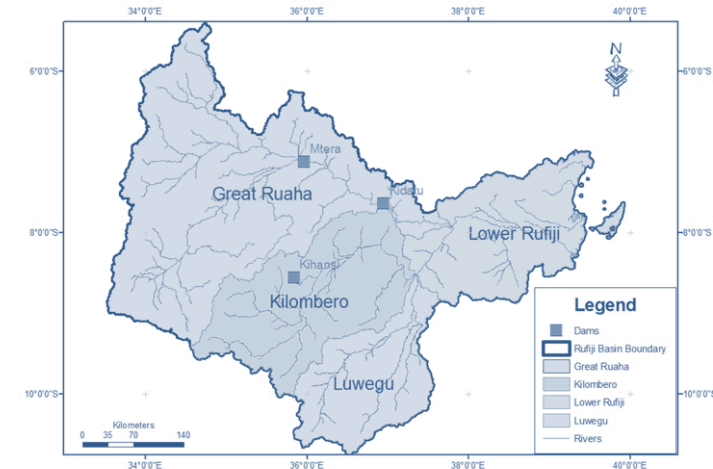 34°0'0"E 36°0'0"E 38°0'0"E 40°0'0"E
N
6°0'0"S 6°0'0"S
Mtera
Great Ruaha
Kidatu
8°0'0"S 8°0'0"S
Lower Rufiji
Kihansi
Kilombero
Luwegu
10°0'0"S 10°0'0"S
Legend
Dams
Rufiji Basin Boundary
Great Ruaha
Kilombero
Lower Rufiji
Luwegu
Rivers
Kilometers
0 35 70 140
34°0'0"E 36°0'0"E 38°0'0"E 40°0'0"E